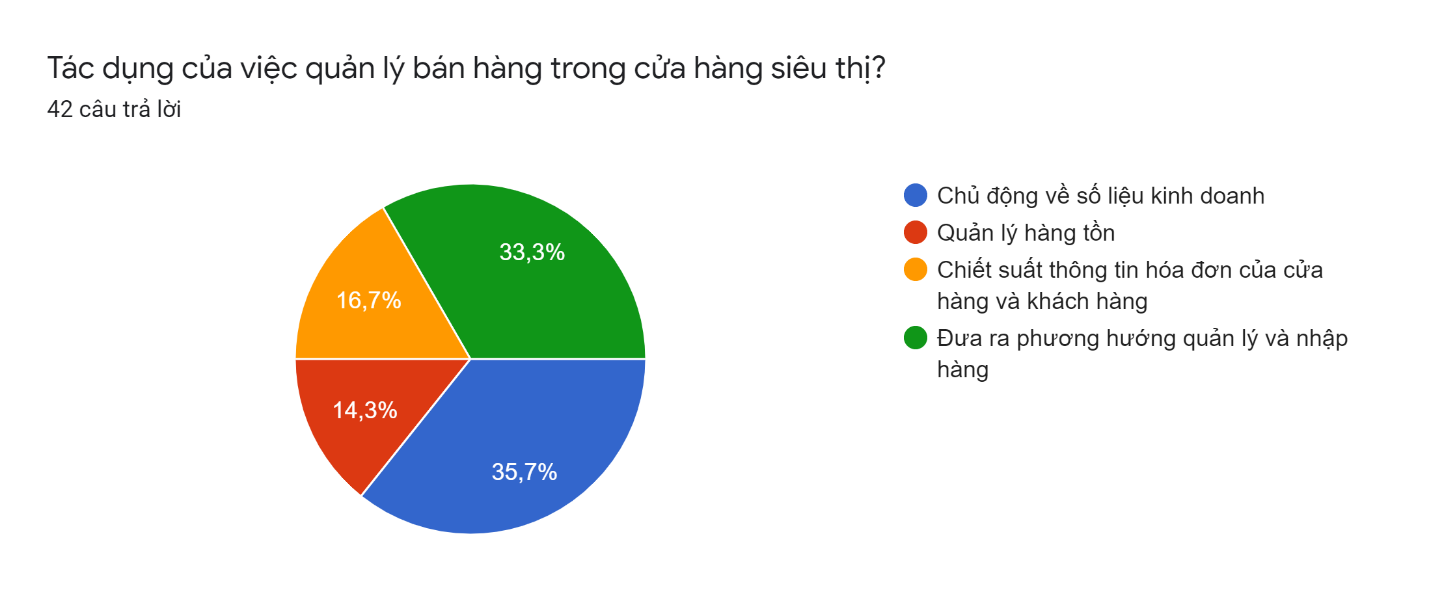 Tác dụng của việc quản lý bán hàng trong cửa hàng siêu thị?
42 câu trả lời
33,3%
16,7%
14,3%
35,7%
Chủ động về số liệu kinh doanh
Quản lý hàng tồn
Chiết suất thông tin hóa đơn của cửa
hàng và khách hàng
Đưa ra phương hướng quản lý và nhập
hàng